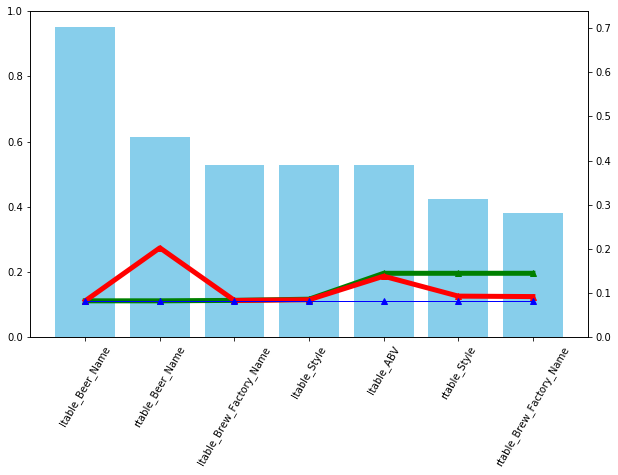 1.0
0.8
0.6
0.4
0.2
0.0
0.7
0.6
0.5
0.4
0.3
0.2
0.1
0.0
ltable_Beer_Name
rtable_Beer_Name
ltable_Brew_Factory_Name
ltable_Style
ltable_ABV
rtable_Style
rtable_Brew_Factory_Name